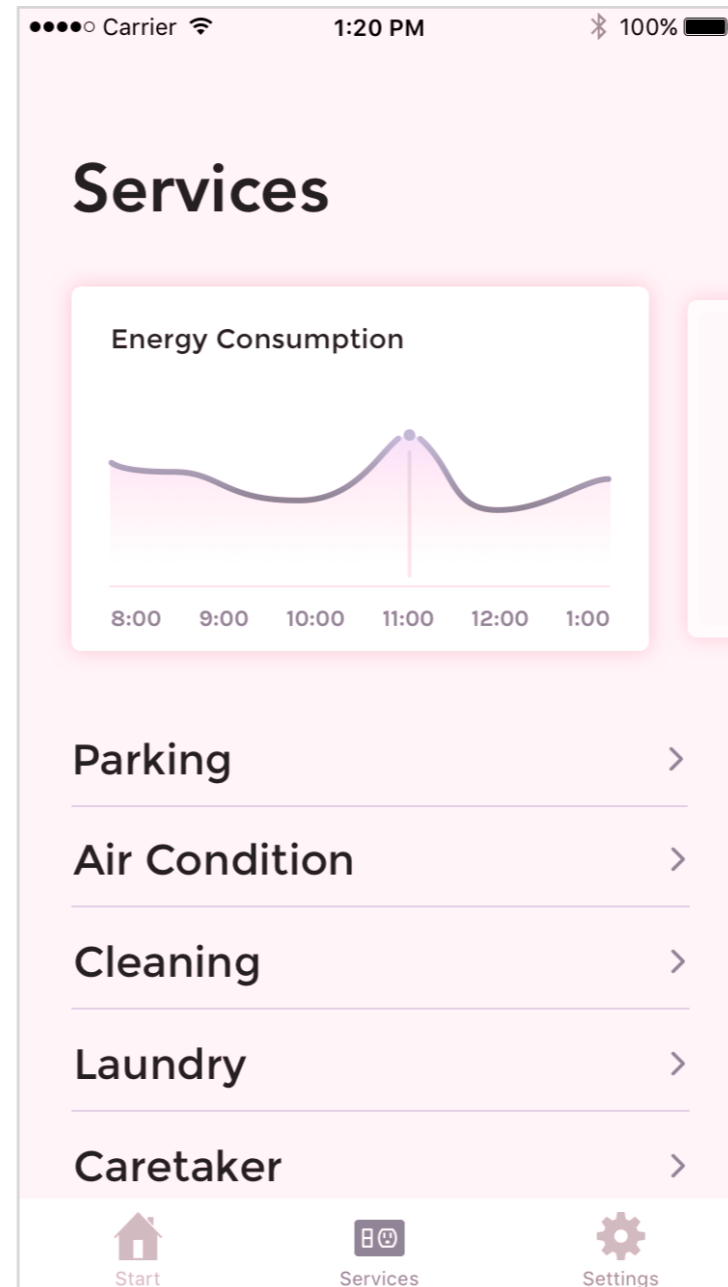 Carrier 1:20 PM 100%
Services
Energy Consumption
8:00 9:00 10:00 11:00 12:00 1:00
Parking
Air Condition
Cleaning
Laundry
Caretaker
Start Services Settings